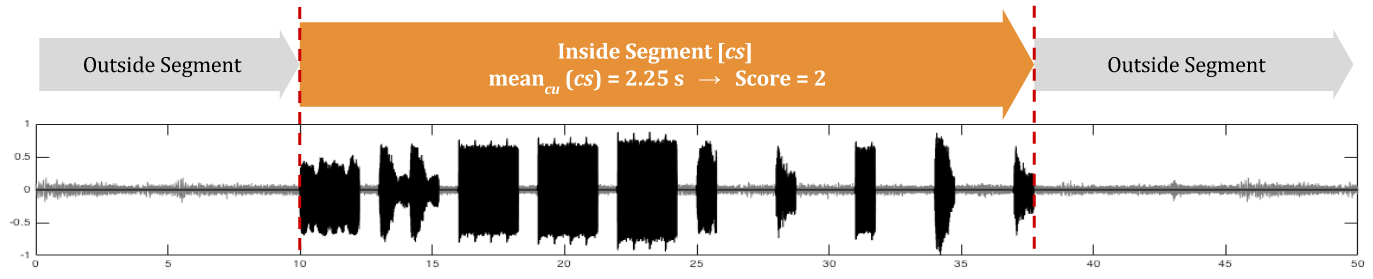 Outside Segment
Inside Segment [cs]
mean_cu (cs) = 2.25 s → Score = 2
Outside Segment
1
0.5
0
-0.5
-1
0 5 10 15 20 25 30 35 40 45 50